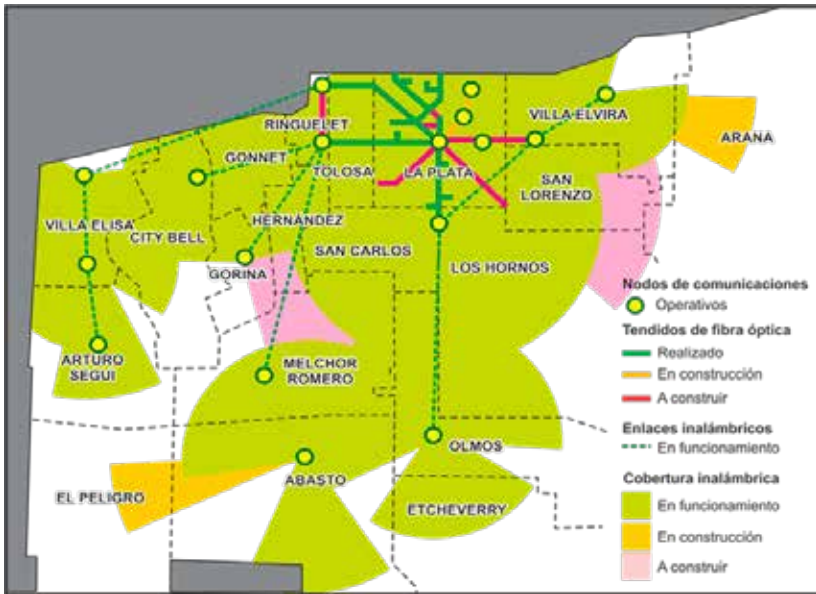 RINGUELET
VILLA ELVIRA
ARANA
GONNET
TOLOSA
LA PLATA
SAN
LORENZO
VILLA ELISA
CITY BELL
HERNÁNDEZ
SAN CARLOS
LOS HORNOS
GORINA
ARTURO
SEGUI
MELCHOR
ROMERO
OLMOS
EL PELIGRO
ABASTO
ETCHEVERRY
Nodos de comunicaciones
Operativos
Tendidos de fibra óptica
Realizado
En construcción
A construir
Enlaces inalámbricos
En funcionamiento
Cobertura inalámbrica
En funcionamiento
En construcción
A construir